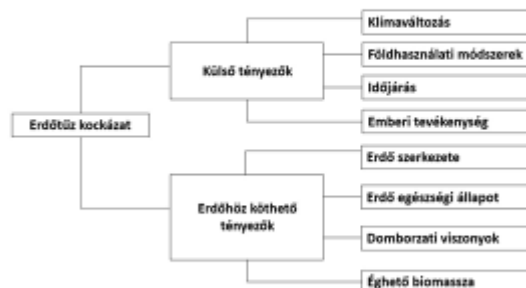 Klímaváltozás
Földhasználati módszerek
Külső tényezők
Időjárás
Emberi tevékenység
Erdőtűz kockázat
Erdő szerkezete
Erdő egészségi állapot
Erdőhöz köthető
tényezők
Domborzati viszonyok
Éghető biomassza